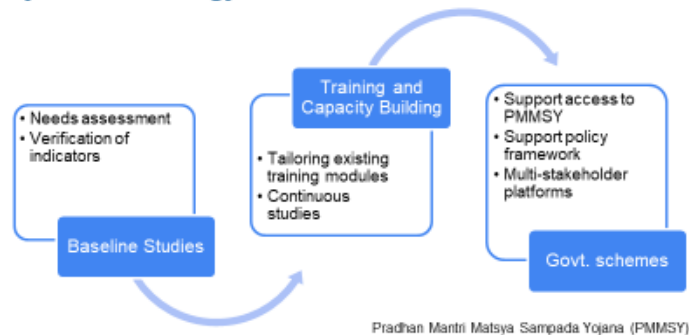 • Needs assessment
• Verification of
indicators
Baseline Studies
Training and
Capacity Building
• Tailoring existing
training modules
• Continuous
studies
• Support access to
PMMSY
• Support policy
framework
• Multi-stakeholder
platforms
Govt. schemes
Pradhan Mantri Matsya Sampada Yojana (PMMSY)